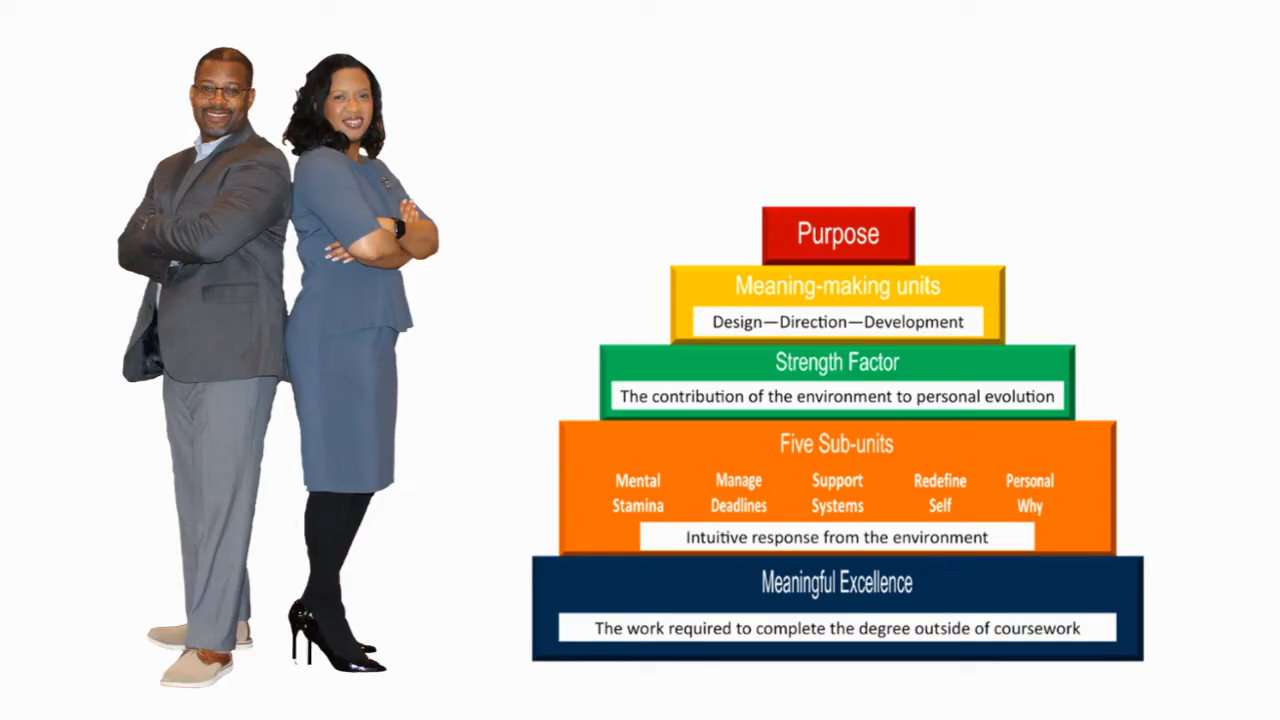 Purpose
Meaning-making units
Design—Direction—Development
Strength Factor
The contribution of the environment to personal evolution
Five Sub-units
Mental Stamina
Manage Deadlines
Support Systems
Redefine Self
Personal Why
Intuitive response from the environment
Meaningful Excellence
The work required to complete the degree outside of coursework